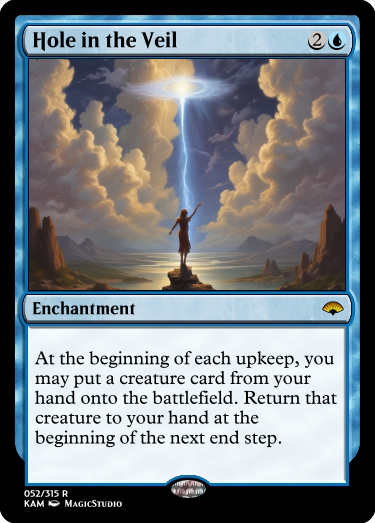 Hole in the Veil 2
Enchantment
At the beginning of each upkeep, you
may put a creature card from your
hand onto the battlefield. Return that
creature to your hand at the
beginning of the next end step.
052/315 R
KAM MAGICSTUDIO